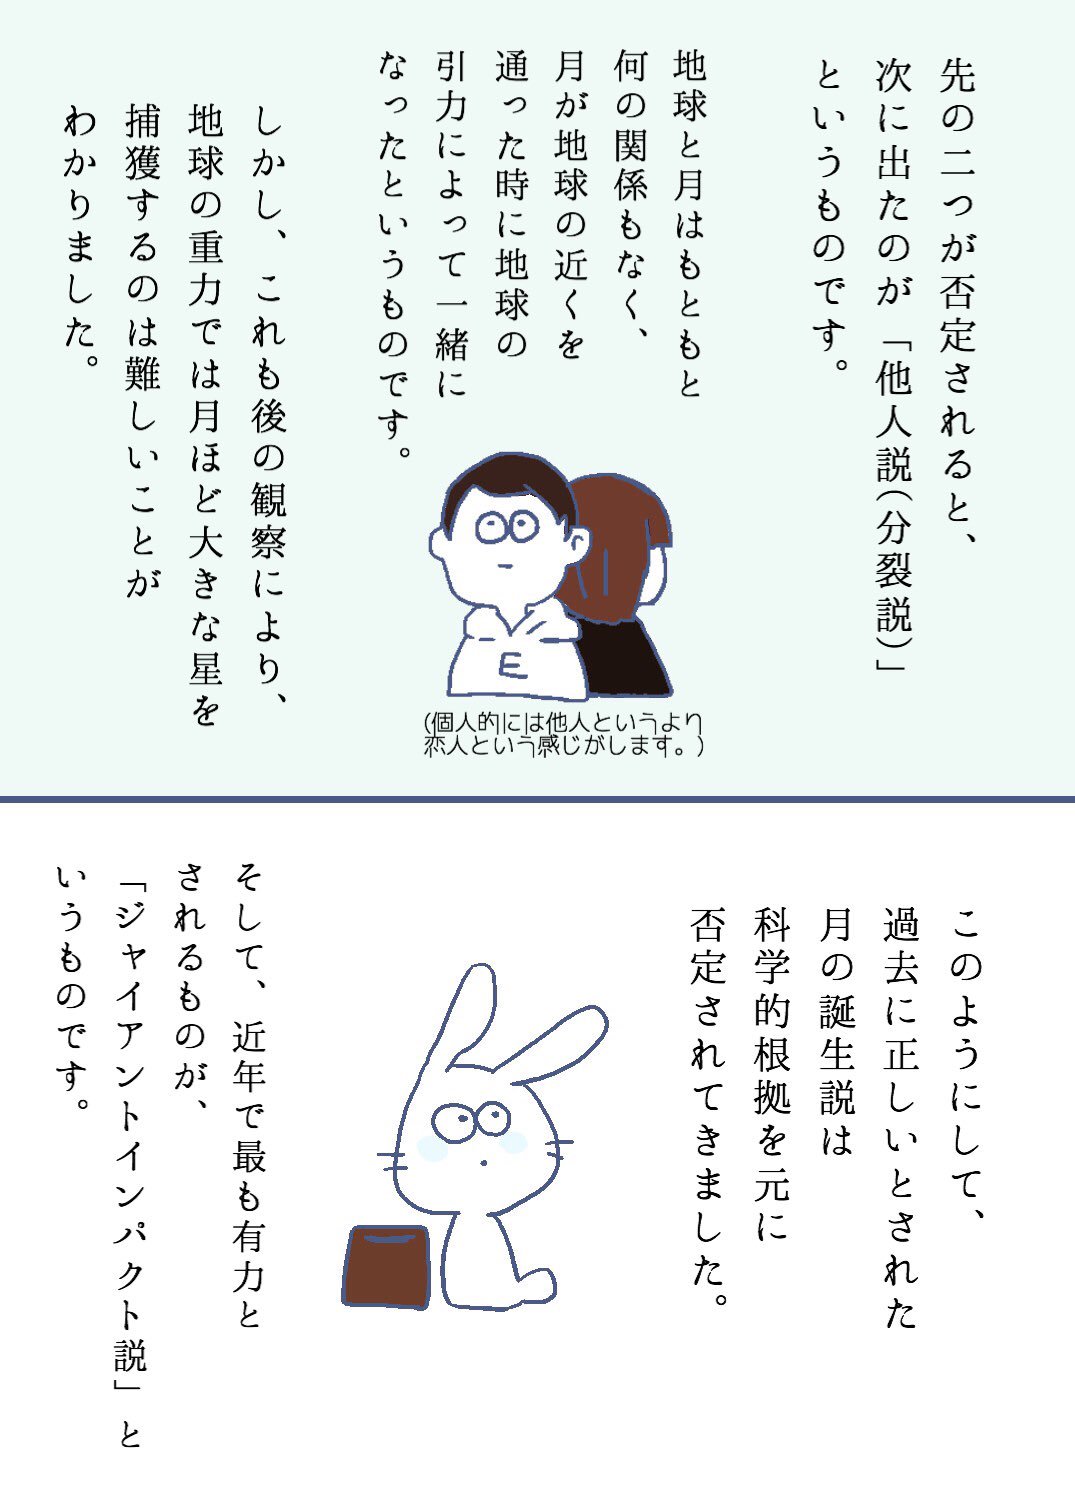 先の二つが否定されると、
次に出たのが「他人説(分裂説)」
というものです。
地球と月はもともと
何の関係もなく、
月が地球の近くを
通った時に地球の
引力によって一緒に
なったというものです。
(個人的には他人というより
恋人という感じがします。)
E
しかし、これも後の観察により、
地球の重力では月ほど大きな星を
捕獲するのは難しいことが
わかりました。
このようにして、
過去に正しいとされた
月の誕生説は
科学的根拠を元に
否定されてきました。
そして、近年で最も有力と
されるものが、
「ジャイアントインパクト説」と
いうものです。